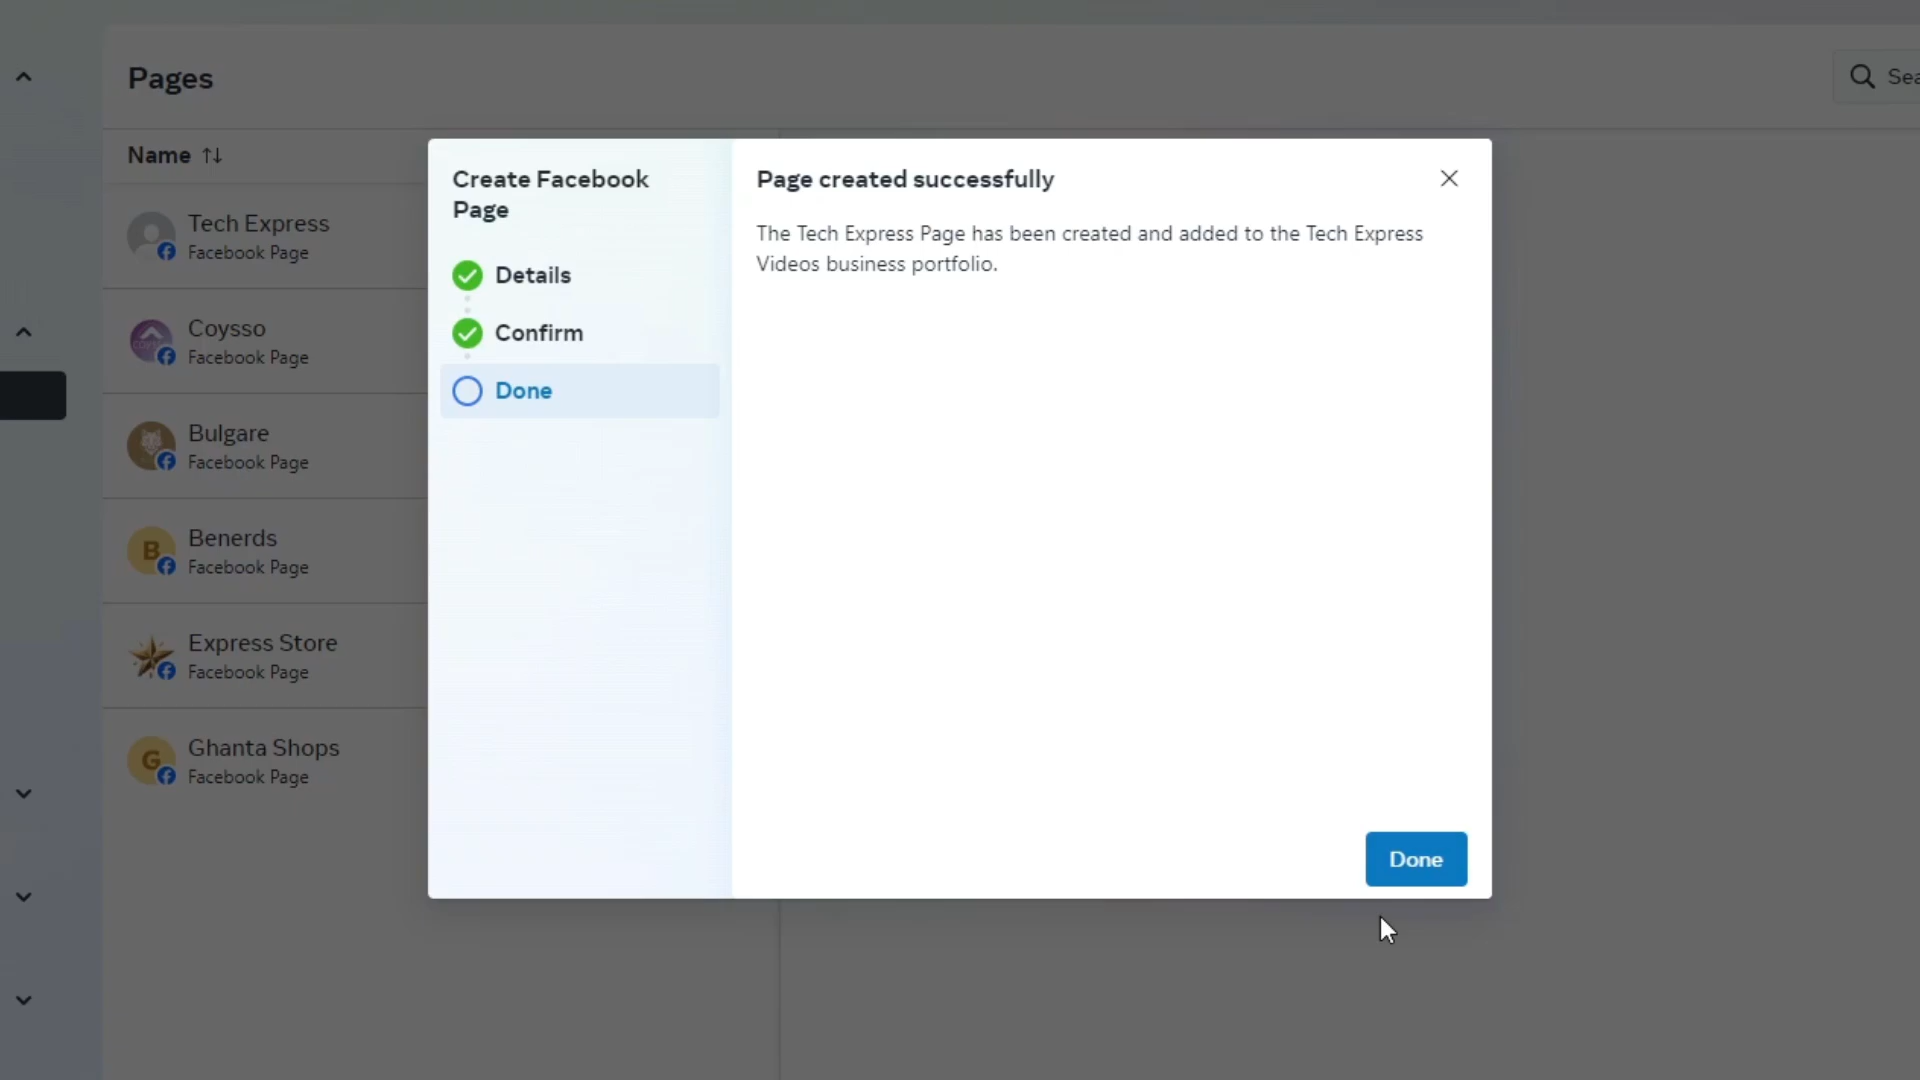 Pages
Sea
Name
Tech Express
Facebook Page
Coysso
Facebook Page
Bulgare
Facebook Page
B
Benerds
Facebook Page
Express Store
Facebook Page
G
Ghanta Shops
Facebook Page
Create Facebook
Page
Details
Confirm
Done
Page created successfully
The Tech Express Page has been created and added to the Tech Express
Videos business portfolio.
Done